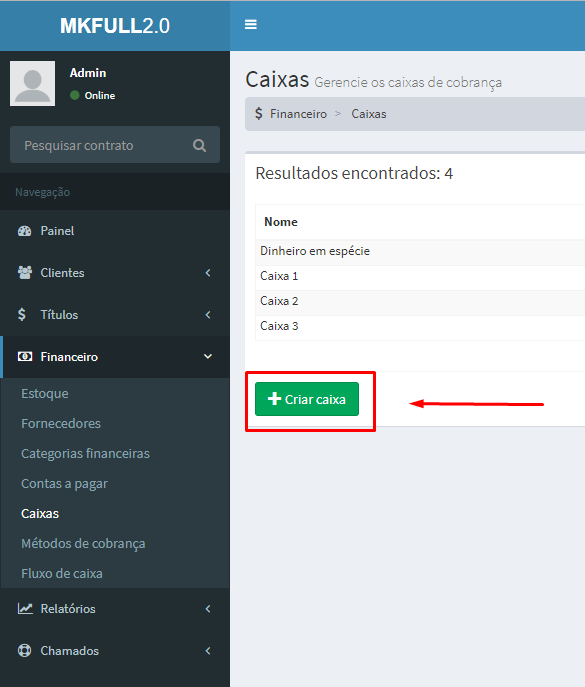 MKFULL2.0
Admin
Online
Pesquisar contrato
Navegação
Painel
Clientes
$ Títulos
Financeiro
Estoque
Fornecedores
Categorias financeiras
Contas a pagar
Caixas
Métodos de cobrança
Fluxo de caixa
Relatórios
Chamados
Caixas Gerencie os caixas de cobrança
$ Financeiro > Caixas
Resultados encontrados: 4
Nome
Dinheiro em espécie
Caixa 1
Caixa 2
Caixa 3
+ Criar caixa